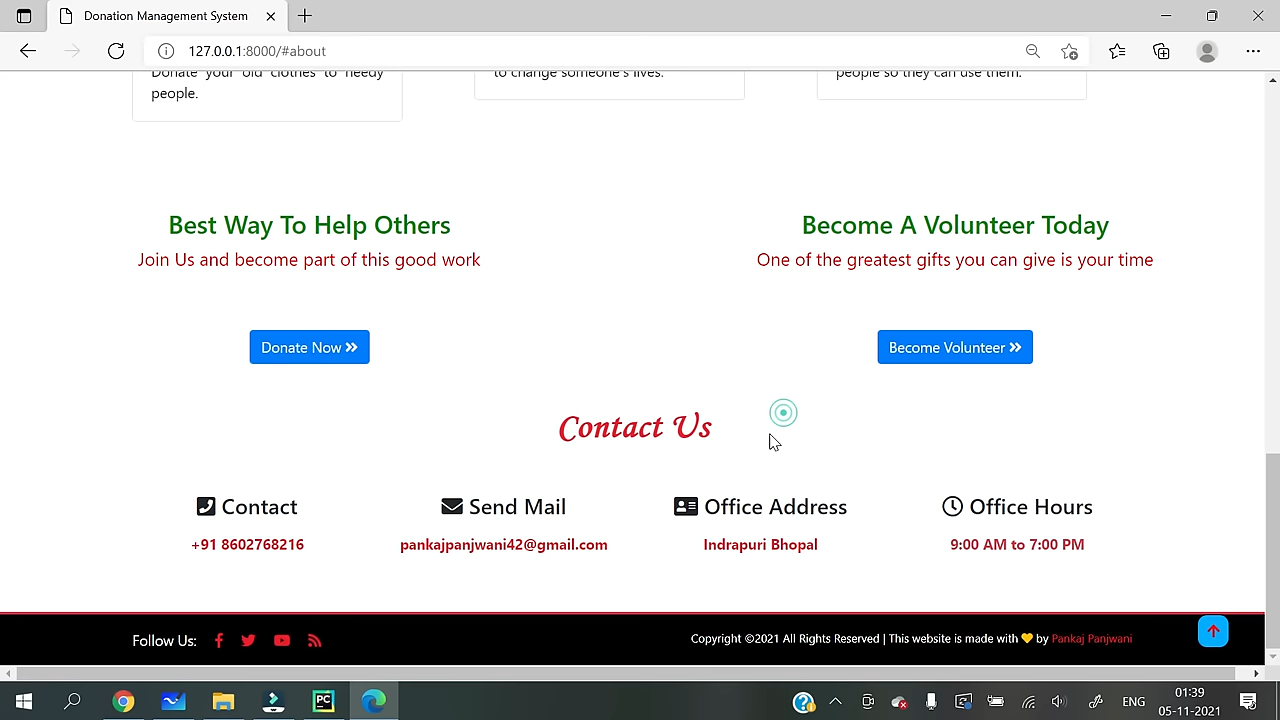 Donation Management System
127.0.0.1:8000/#about
Donate your old clothes to needy
people.
to change someone's lives.
people so they can use them.
Best Way To Help Others
Join Us and become part of this good work
Donate Now
Become A Volunteer Today
One of the greatest gifts you can give is your time
Become Volunteer
Contact Us
Contact
+91 8602768216
Send Mail
pankajpanjwani42@gmail.com
Office Address
Indrapuri Bhopal
Office Hours
9:00 AM to 7:00 PM
Follow Us:
Copyright ©2021 All Rights Reserved | This website is made with 💛 by Pankaj Panjwani
PC
ENG
01:39
05-11-2021